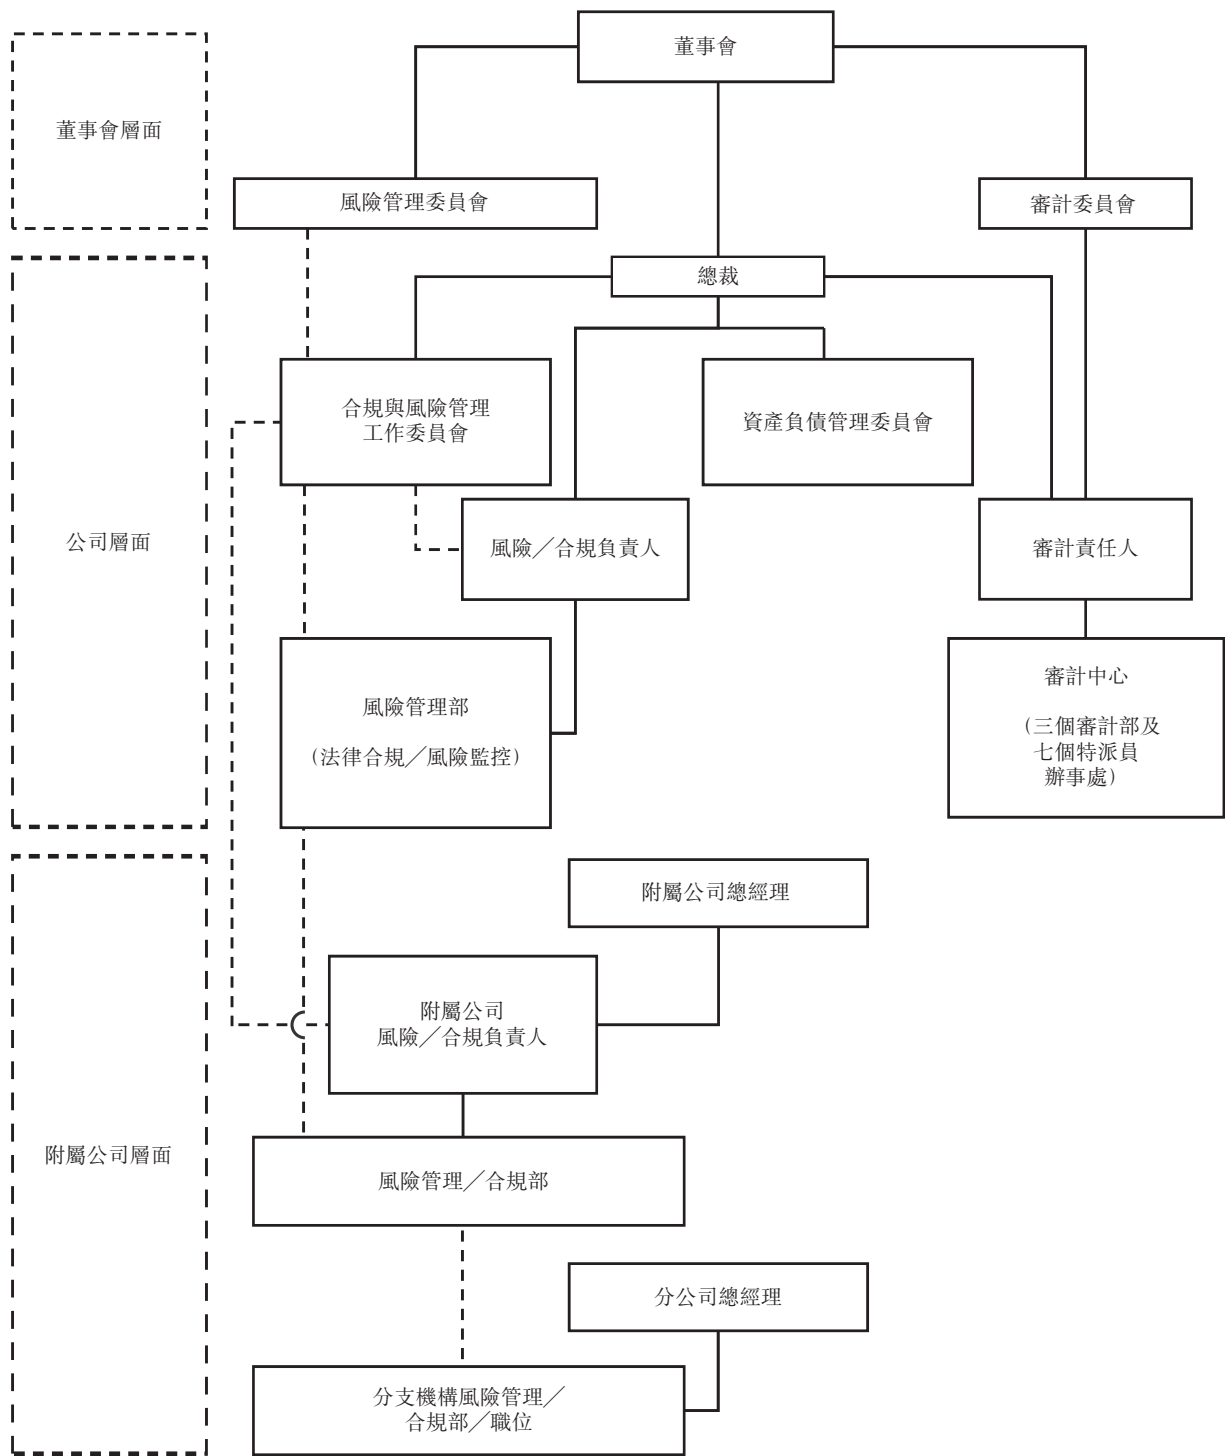 董事會
董事會層面
風險管理委員會
審計委員會
總裁
合規與風險管理
工作委員會
資產負債管理委員會
公司層面
風險／合規負責人
審計責任人
風險管理部
（法律合規／風險監控）
審計中心
（三個審計部及
七個特派員
辦事處）
附屬公司總經理
附屬公司
風險／合規負責人
附屬公司層面
風險管理／合規部
分公司總經理
分支機構風險管理／
合規部／職位